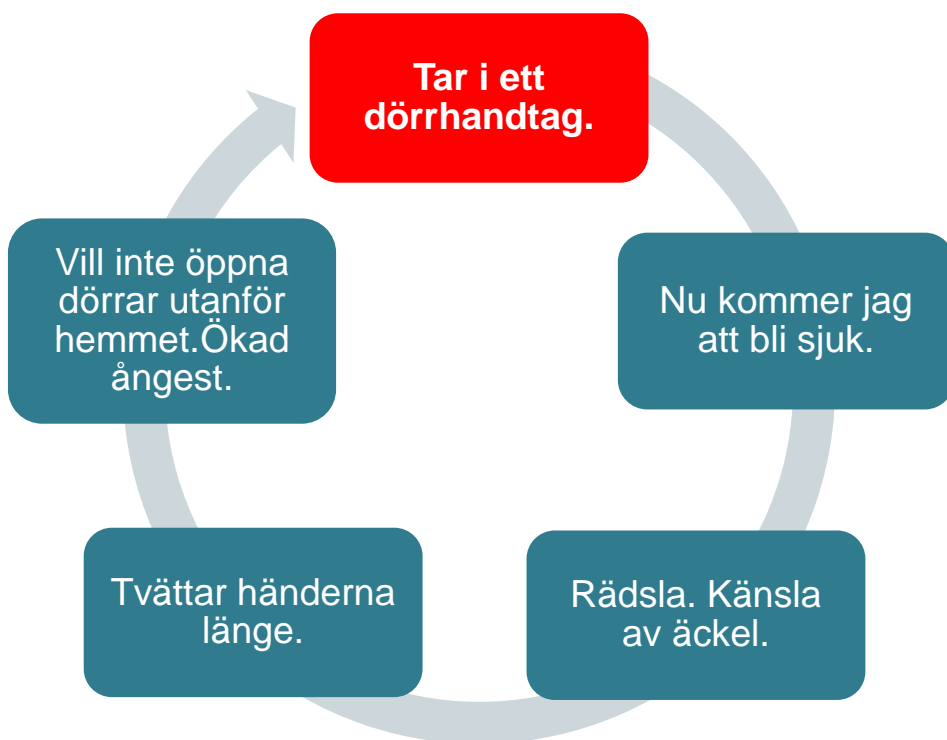 Tar i ett
dörrhandtag.
Nu kommer jag
att bli sjuk.
Rädsla. Känsla
av äckel.
Tvättar händerna
länge.
Vill inte öppna
dörrar utanför
hemmet.Ökad
ångest.